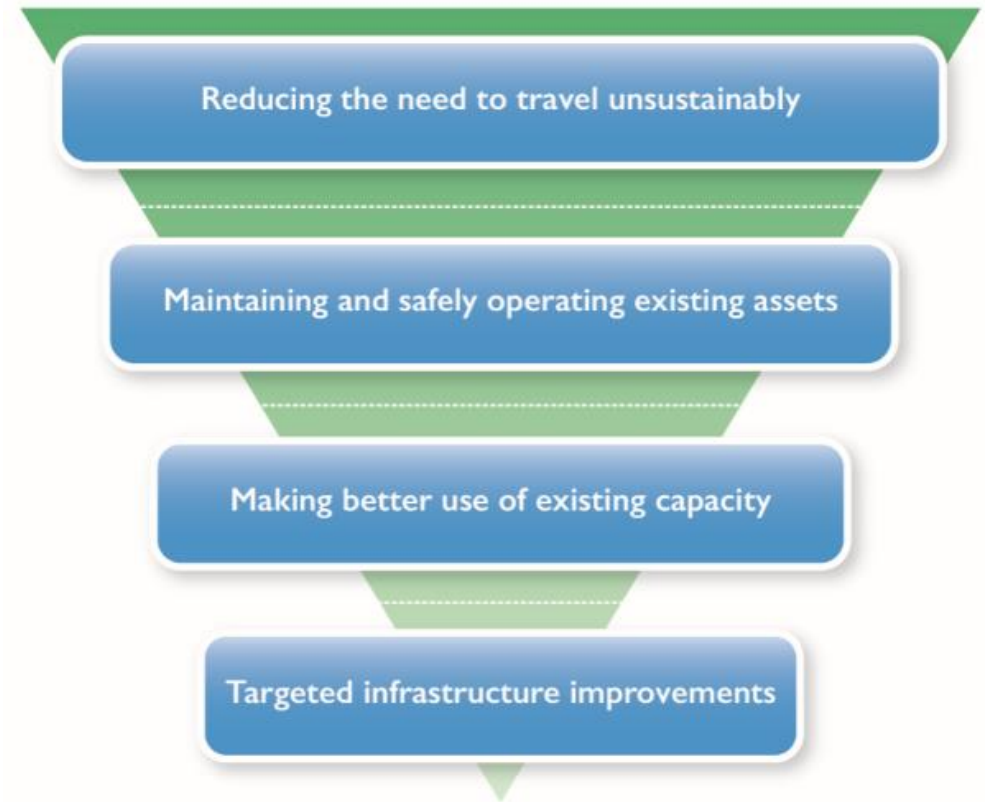 Reducing the need to travel unsustainably
Maintaining and safely operating existing assets
Making better use of existing capacity
Targeted infrastructure improvements